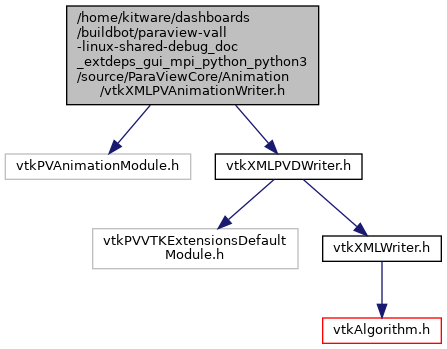 /home/kitware/dashboards
/buildbot/paraview-vall
-linux-shared-debug_doc
_extdeps_gui_mpi_python_python3
/source/ParaViewCore/Animation
/vtkXMLPVAnimationWriter.h
vtkPVAnimationModule.h
vtkXMLPVDWriter.h
vtkPVVTKExtensionsDefault
Module.h
vtkXMLWriter.h
vtkAlgorithm.h